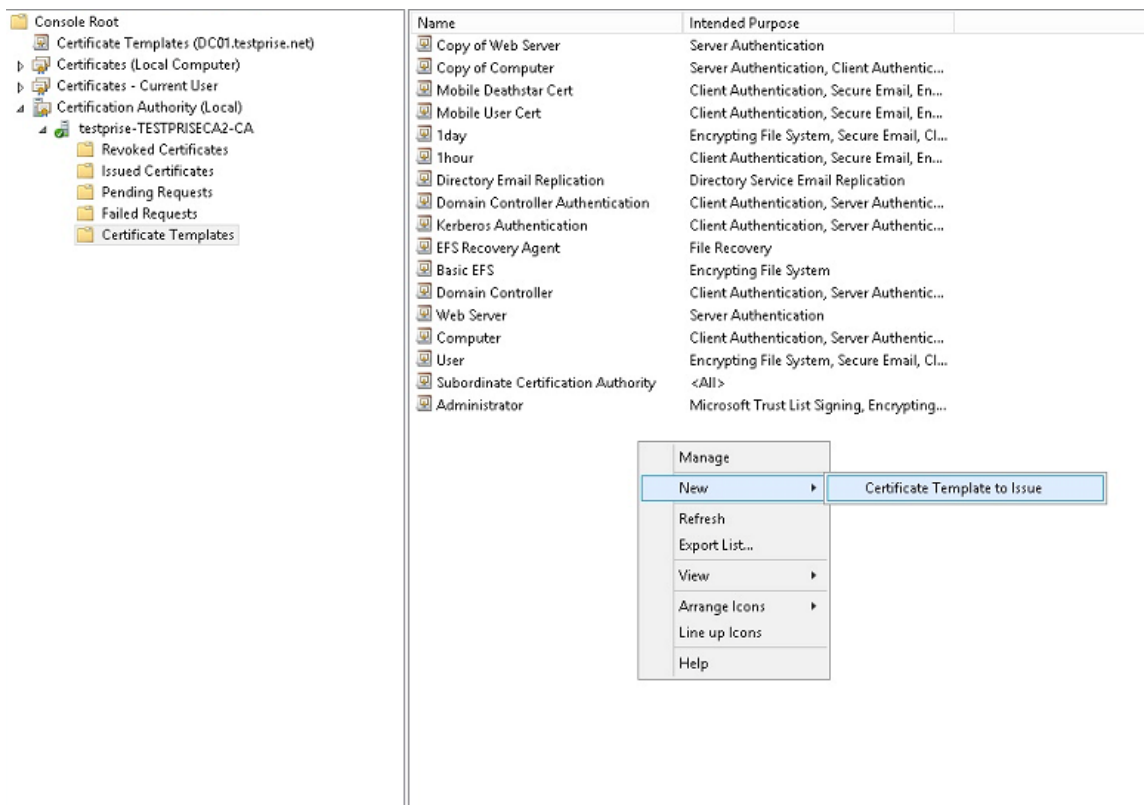 Console Root
Certificate Templates (DC01.testprise.net)
Certificates (Local Computer)
Certificates - Current User
Certification Authority (Local)
testprise-TESTPRISECA2-CA
Revoked Certificates
Issued Certificates
Pending Requests
Failed Requests
Certificate Templates
Name Intended Purpose
Copy of Web Server Server Authentication
Copy of Computer Server Authentication, Client Authentic...
Mobile Deathstar Cert Client Authentication, Secure Email, En...
Mobile User Cert Client Authentication, Secure Email, En...
1day Encrypting File System, Secure Email, Cl...
1hour Client Authentication, Secure Email, En...
Directory Email Replication Directory Service Email Replication
Domain Controller Authentication Client Authentication, Server Authentic...
Kerberos Authentication Client Authentication, Server Authentic...
EFS Recovery Agent File Recovery
Basic EFS Encrypting File System
Domain Controller Client Authentication, Server Authentic...
Web Server Server Authentication
Computer Client Authentication, Server Authentic...
User Encrypting File System, Secure Email, Cl...
Subordinate Certification Authority <All>
Administrator Microsoft Trust List Signing, Encrypting...
Manage
New Certificate Template to Issue
Refresh
Export List...
View
Arrange Icons
Line up Icons
Help